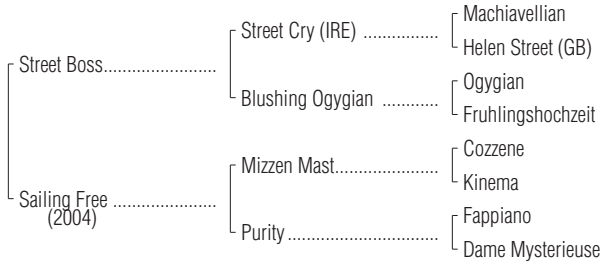 Machiavellian
Street Cry (IRE) ................
Helen Street (GB)
Street Boss........................
Ogygian
Blushing Ogygian ............
Fruhlingshochzeit
Cozzene
Mizzen Mast......................
Kinema
Sailing Free ......................
(2004)
Fappiano
Purity ................................
Dame Mysterieuse